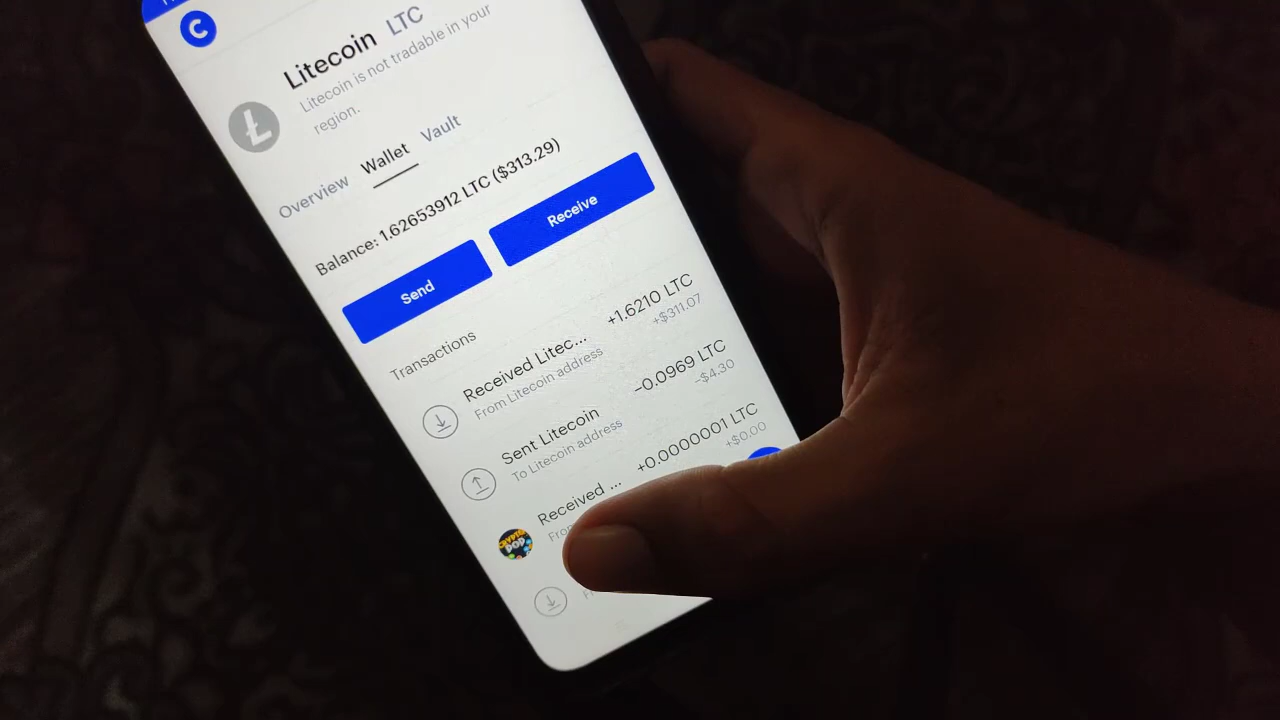 C
Litecoin LTC
Litecoin is not tradable in your
region.
Overview Wallet Vault
Balance: 1.62653912 LTC ($313.29)
Send Receive
Transactions
Received Litec... +1.6210 LTC
From Litecoin address +$311.07
Sent Litecoin -0.0969 LTC
To Litecoin address -$4.30
Received ... +0.0000001 LTC
+$0.00
CRYPTO
POP